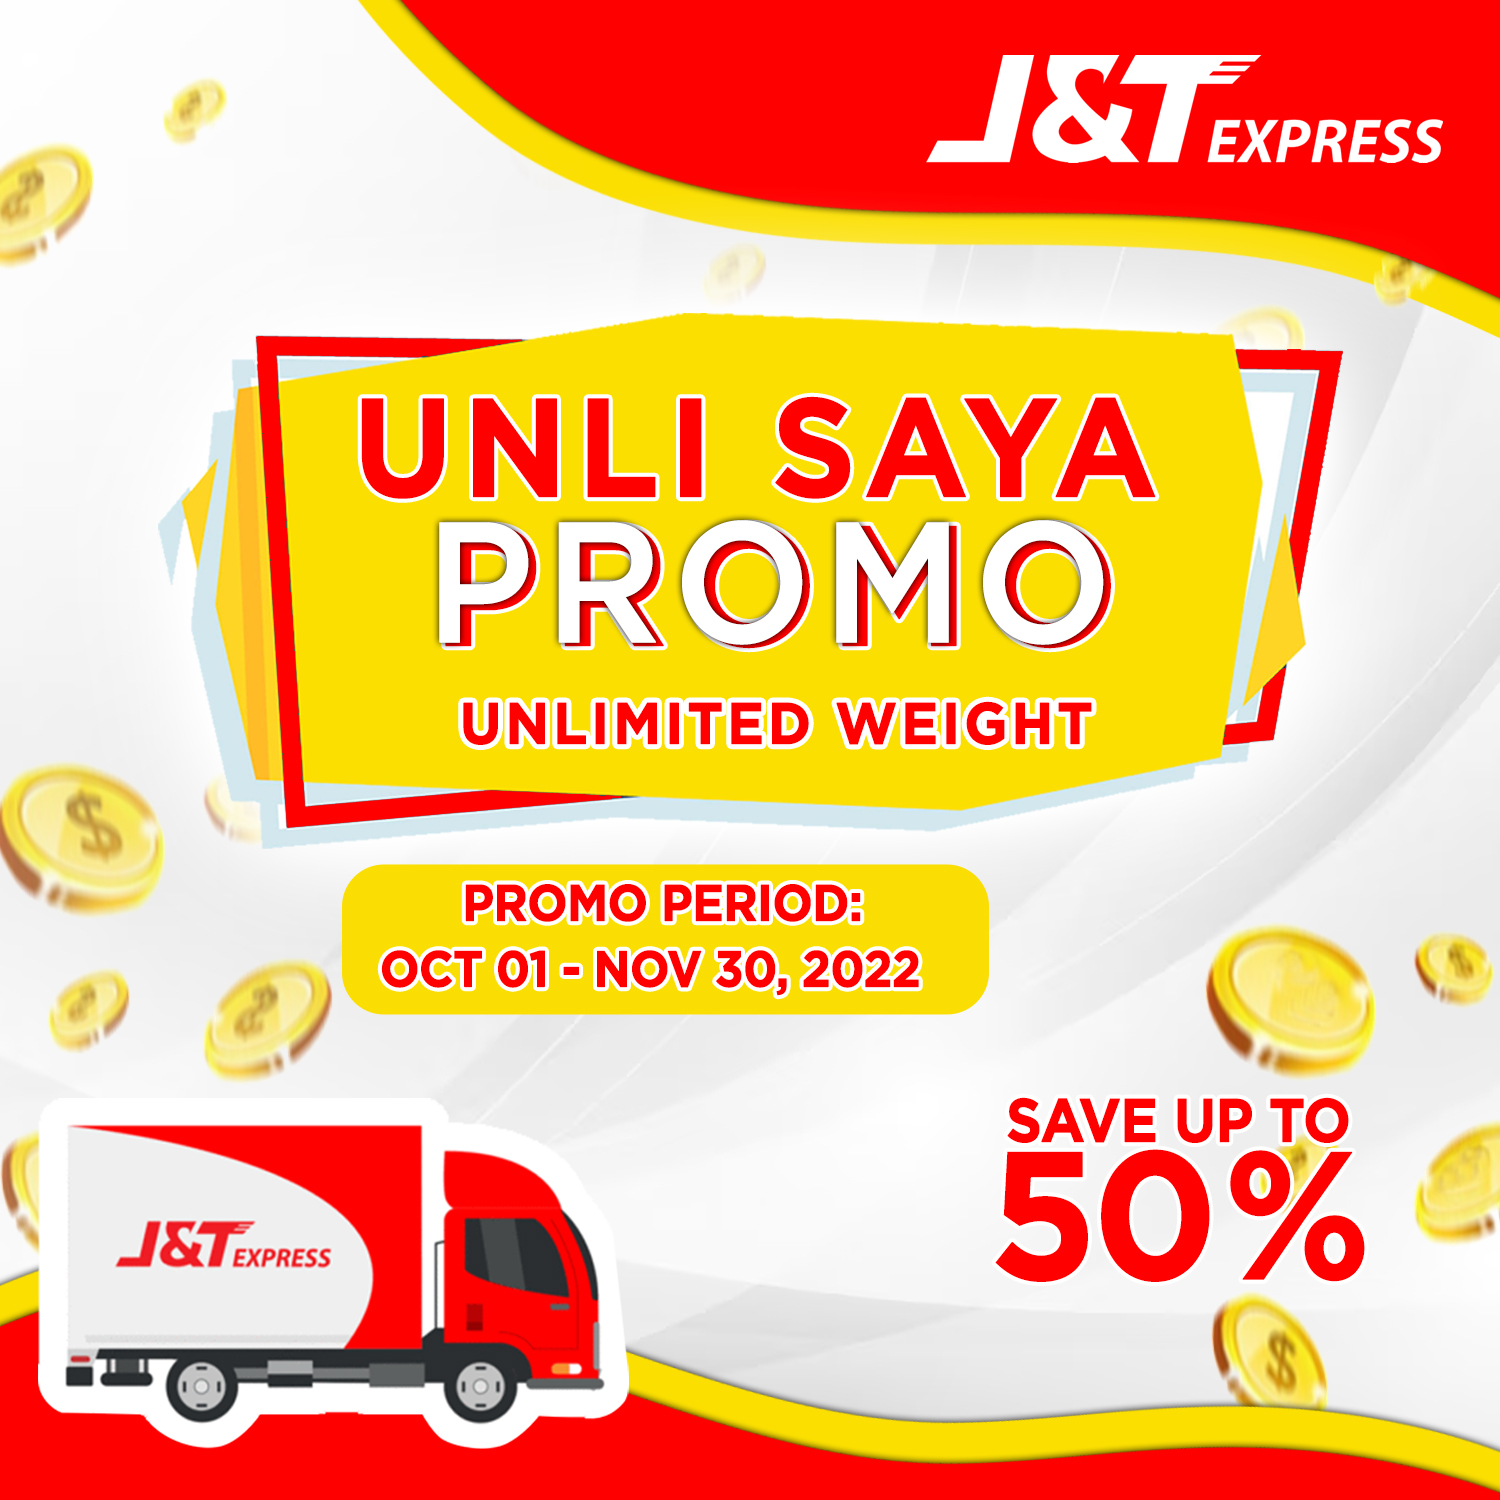 J&T EXPRESS
UNLI SAYA
PROMO
UNLIMITED WEIGHT
PROMO PERIOD:
OCT 01 - NOV 30, 2022
SAVE UP TO
50%
J&T EXPRESS